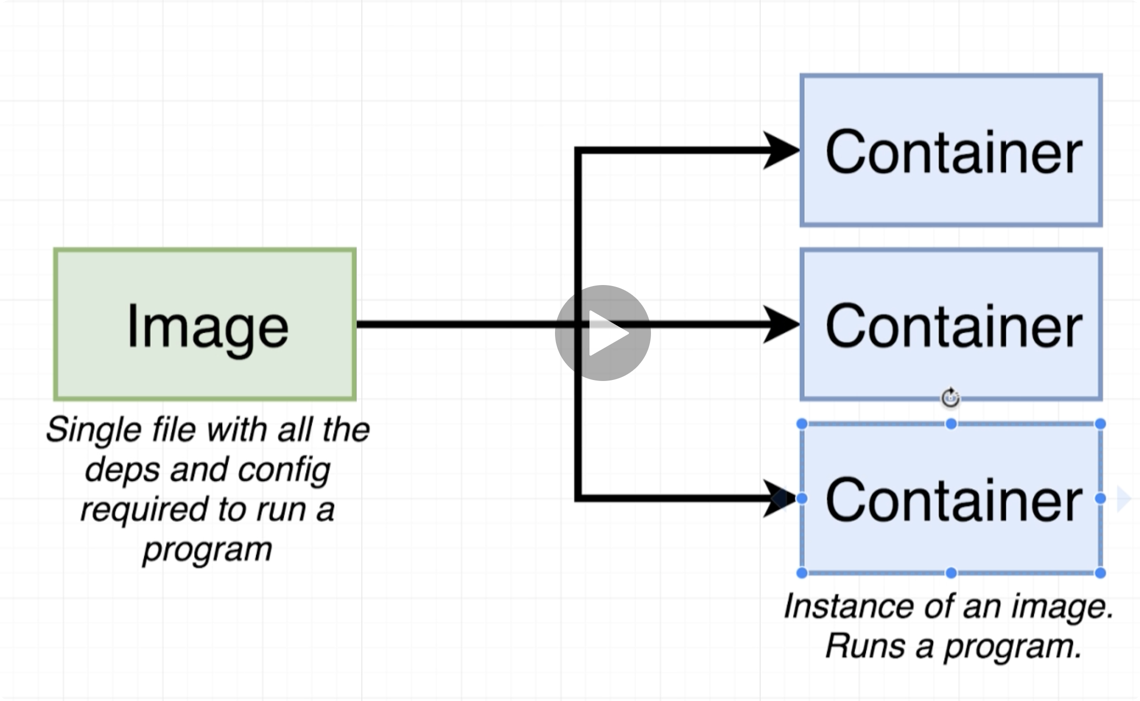 Container
Image
Container
Single file with all the
deps and config
required to run a
program
Container
Instance of an image.
Runs a program.